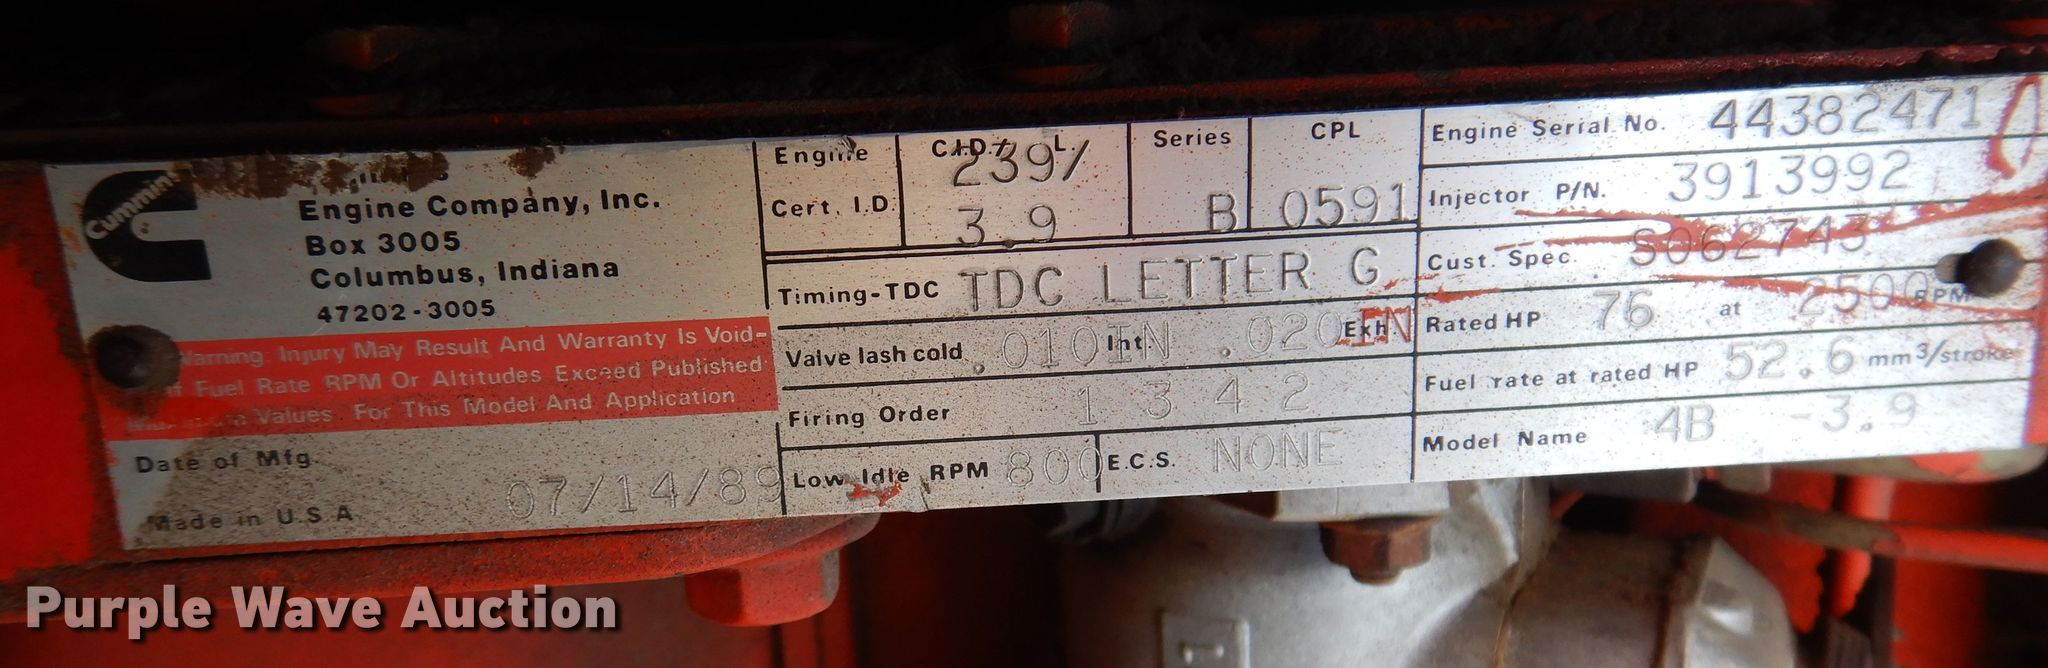 Cummins
Engine Company, Inc.
Box 3005
Columbus, Indiana
47202-3005
Warning: Injury May Result And Warranty Is Void-
If Fuel Rate RPM Or Altitudes Exceed Published
Values For This Model And Application
Date of Mfg. 07/14/89
Made in U.S.A.
Engine
Cert. I.D.
C.I.D./ L.
239/
3.9
Series
B
CPL
0591
Timing-TDC TDC LETTER G
Valve lash cold .010IN Int. .020IN Exh
Firing Order 1 3 4 2
Low Idle RPM 800 E.C.S. NONE
Engine Serial No. 44382471
Injector P/N. 3913992
Cust. Spec. S062743
Rated HP 76 at 2500 RPM
Fuel rate at rated HP 52.6 mm3/stroke
Model Name 4B -3.9
Purple Wave Auction